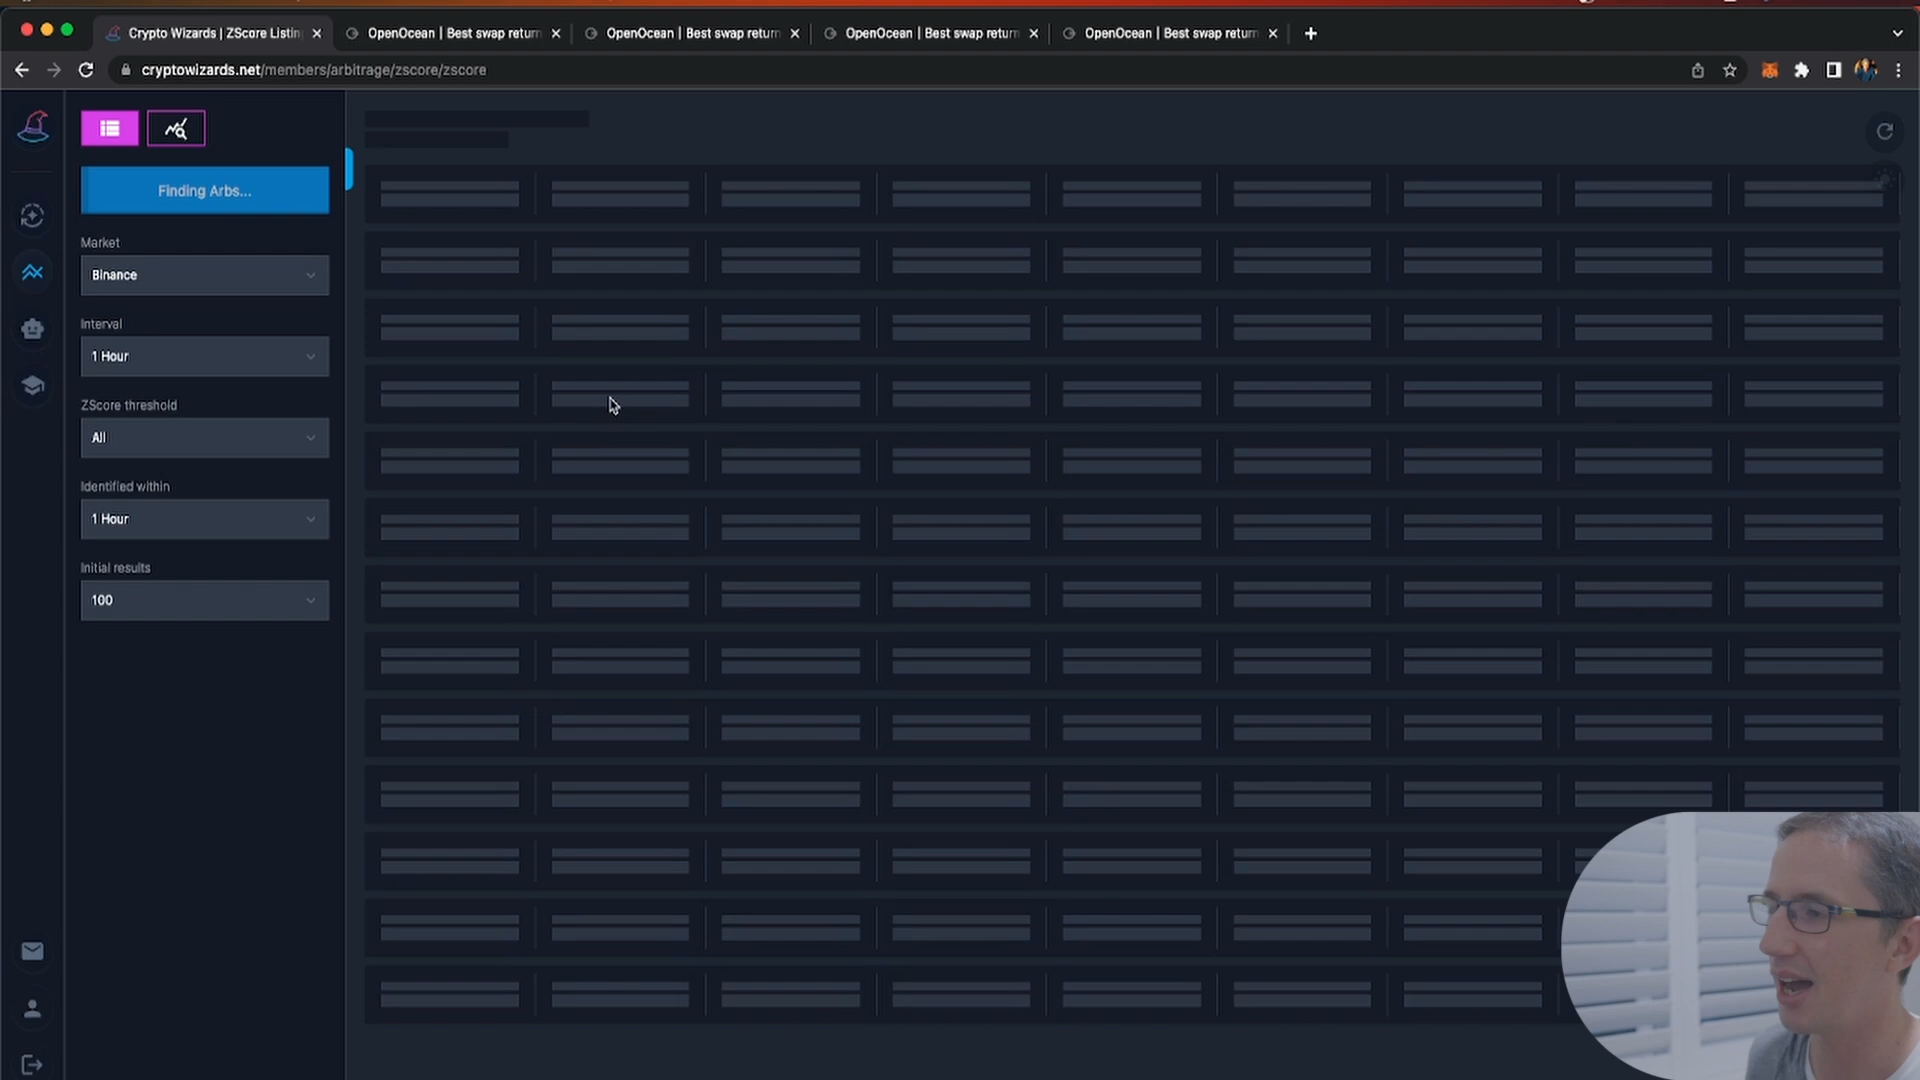 Crypto Wizards | ZScore Listin
OpenOcean | Best swap return
OpenOcean | Best swap return
OpenOcean | Best swap return
OpenOcean | Best swap return
cryptowizards.net/members/arbitrage/zscore/zscore
Finding Arbs...
Market
Binance
Interval
1 Hour
ZScore threshold
All
Identified within
1 Hour
Initial results
100